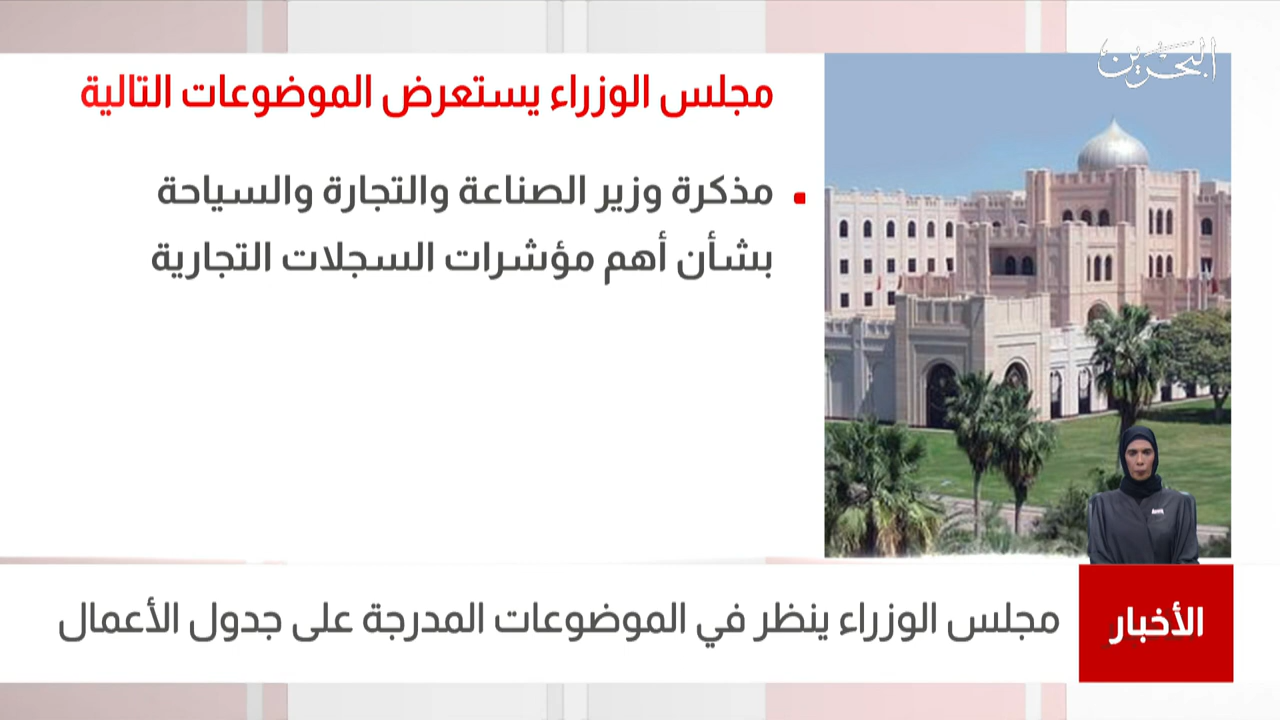 البحرين
مجلس الوزراء يستعرض الموضوعات التالية
مذكرة وزير الصناعة والتجارة والسياحة
بشأن أهم مؤشرات السجلات التجارية
الأخبار
مجلس الوزراء ينظر في الموضوعات المدرجة على جدول الأعمال